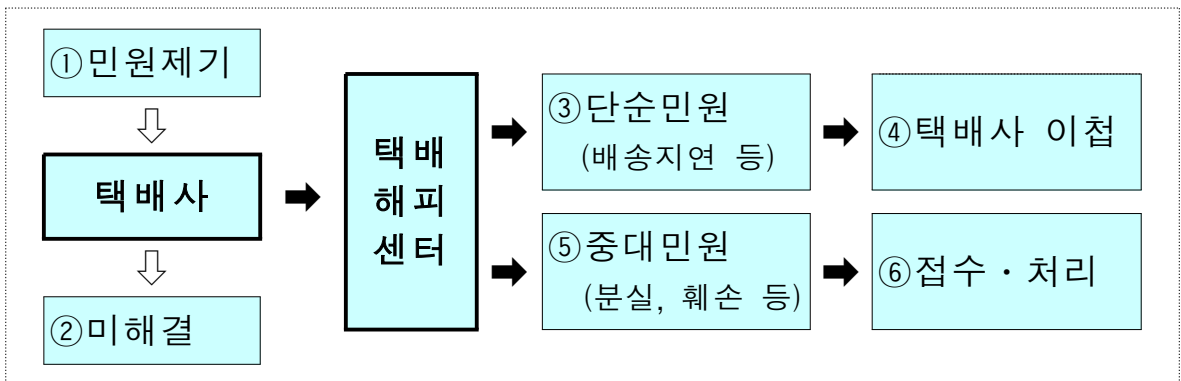 ①민원제기
택배사
②미해결
택배
해피
센터
③단순민원
(배송지연 등)
④택배사 이첩
⑤중대민원
(분실, 훼손 등)
⑥접수・처리